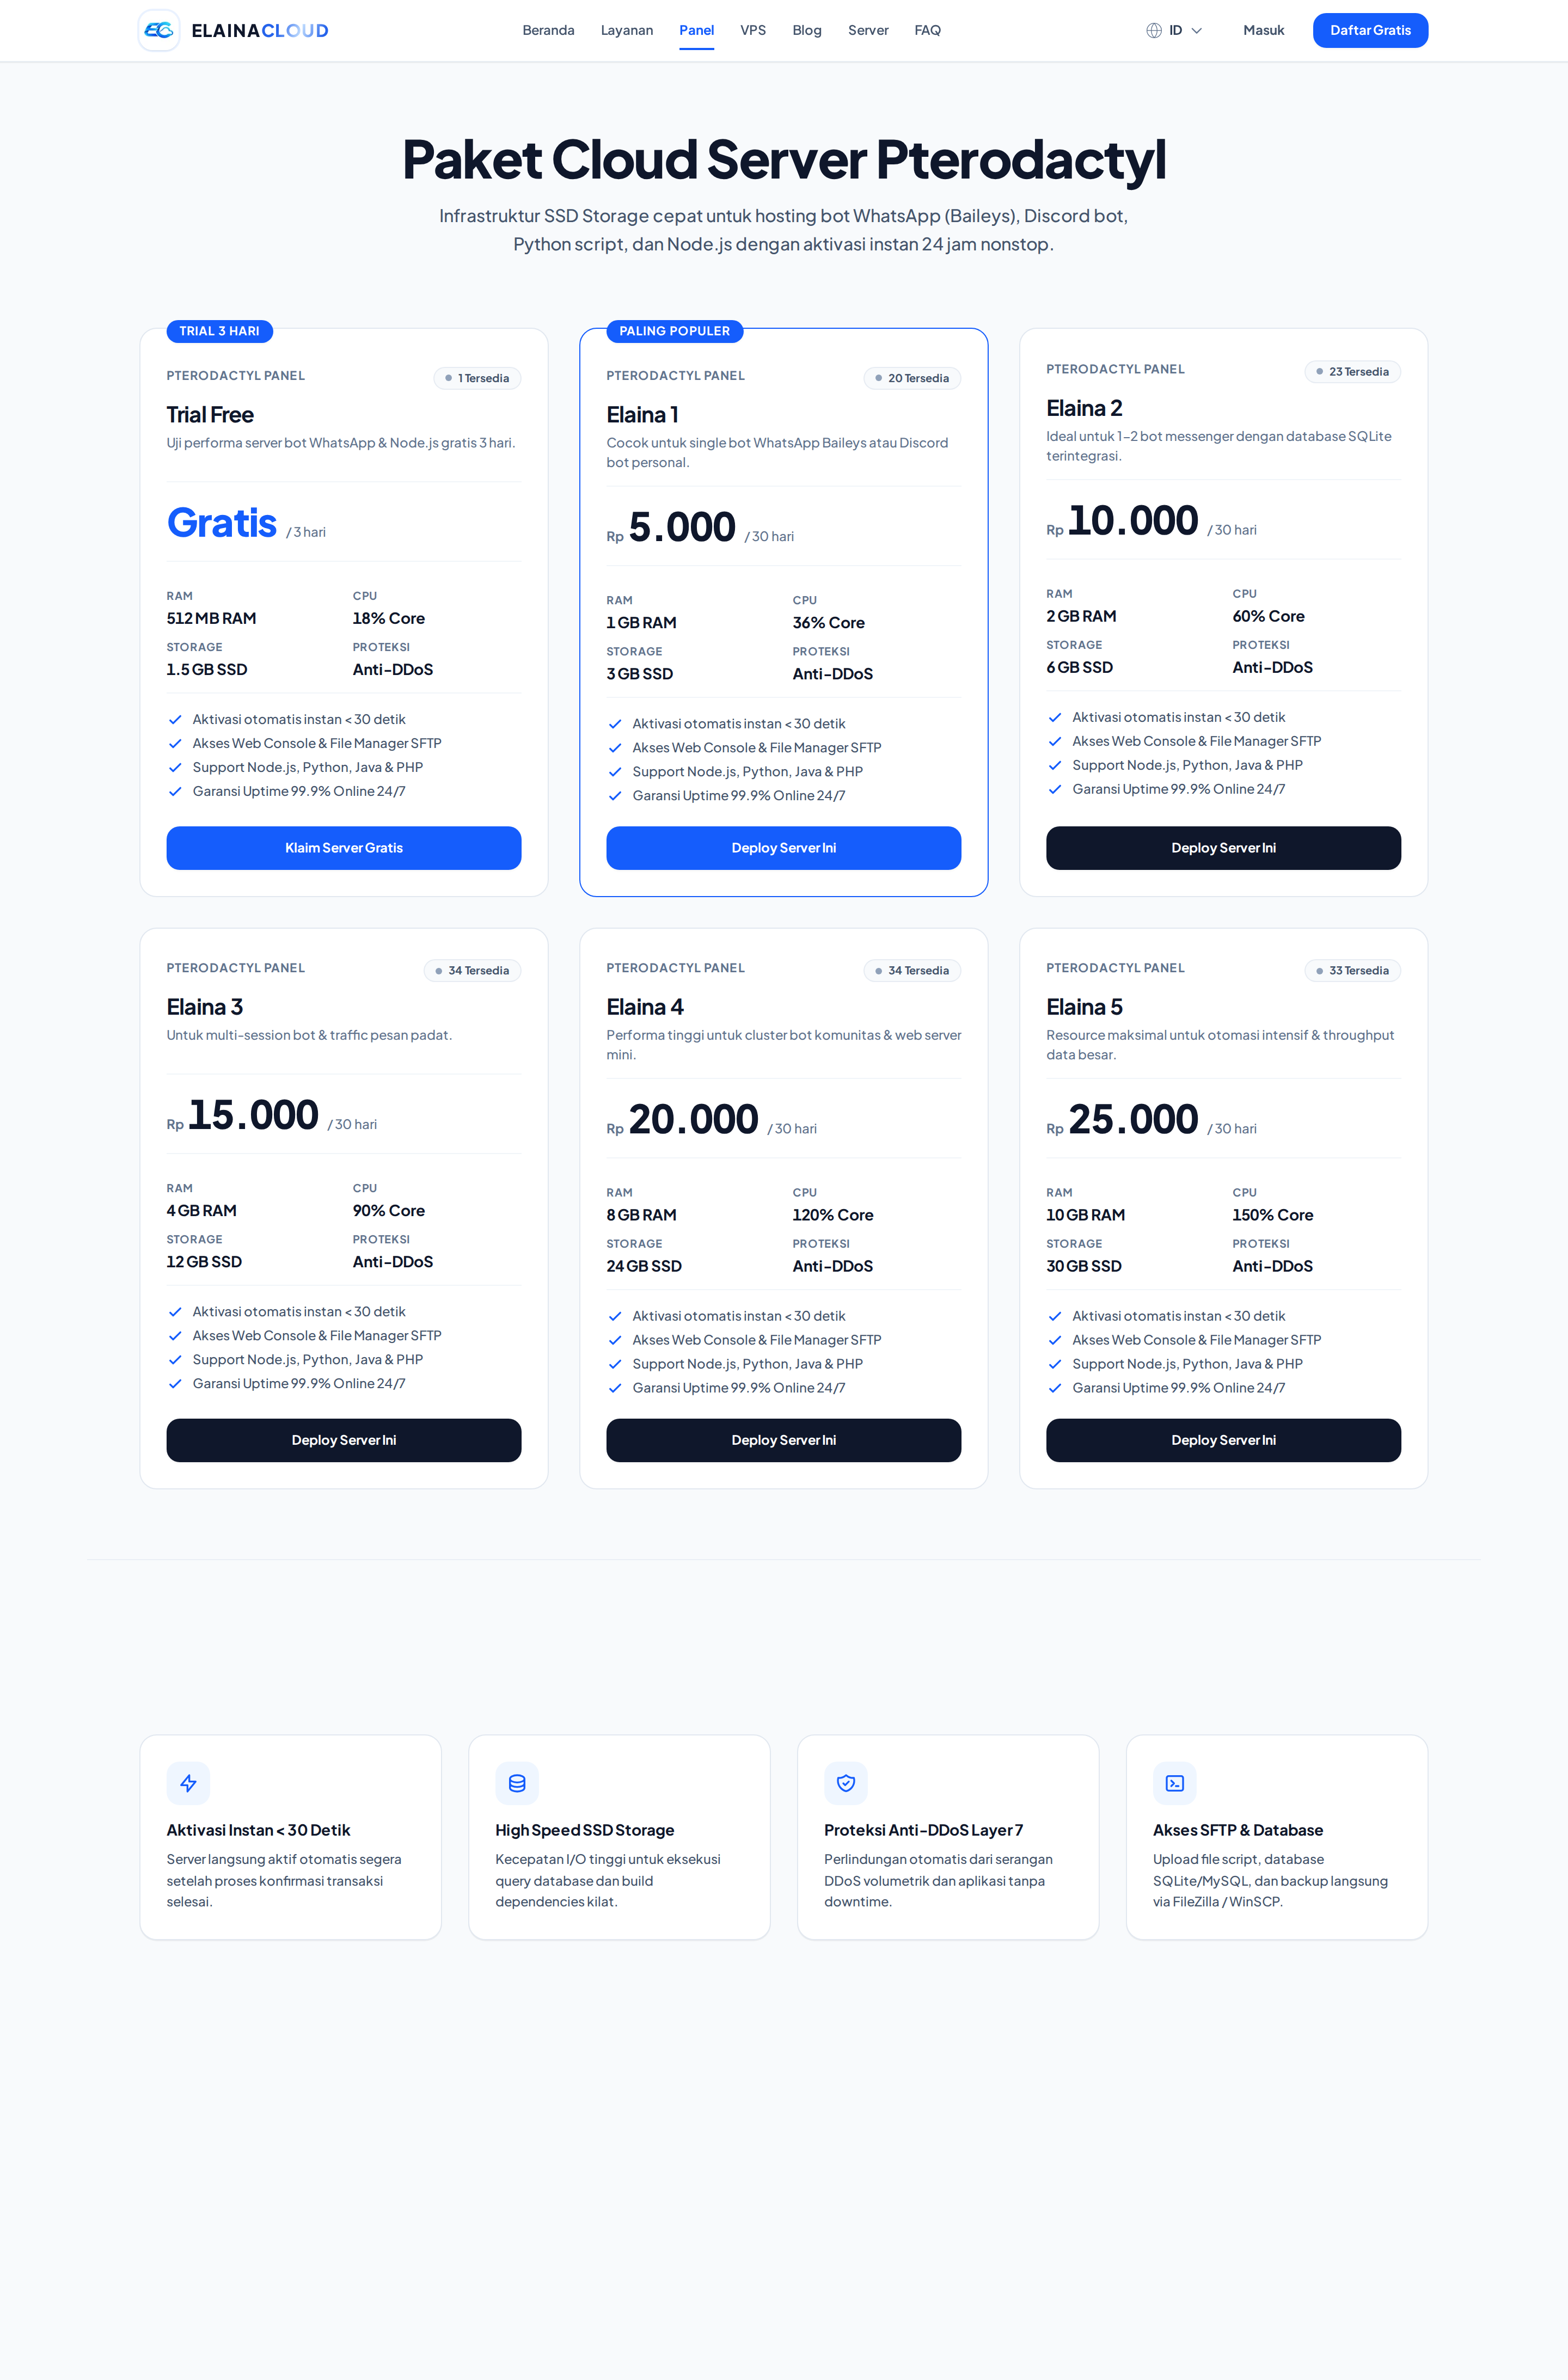 ELAINACLOUD
Beranda
Layanan
Panel
VPS
Blog
Server
FAQ
ID
Masuk
Daftar Gratis
Paket Cloud Server Pterodactyl
Infrastruktur SSD Storage cepat untuk hosting bot WhatsApp (Baileys), Discord bot,
Python script, dan Node.js dengan aktivasi instan 24 jam nonstop.
TRIAL 3 HARI
PTERODACTYL PANEL
1 Tersedia
Trial Free
Uji performa server bot WhatsApp & Node.js gratis 3 hari.
Gratis / 3 hari
RAM
CPU
512 MB RAM
18% Core
STORAGE
PROTEKSI
1.5 GB SSD
Anti-DDoS
Aktivasi otomatis instan < 30 detik
Akses Web Console & File Manager SFTP
Support Node.js, Python, Java & PHP
Garansi Uptime 99.9% Online 24/7
Klaim Server Gratis
PALING POPULER
PTERODACTYL PANEL
20 Tersedia
Elaina 1
Cocok untuk single bot WhatsApp Baileys atau Discord
bot personal.
Rp 5.000 / 30 hari
RAM
CPU
1 GB RAM
36% Core
STORAGE
PROTEKSI
3 GB SSD
Anti-DDoS
Aktivasi otomatis instan < 30 detik
Akses Web Console & File Manager SFTP
Support Node.js, Python, Java & PHP
Garansi Uptime 99.9% Online 24/7
Deploy Server Ini
PTERODACTYL PANEL
23 Tersedia
Elaina 2
Ideal untuk 1–2 bot messenger dengan database SQLite
terintegrasi.
Rp 10.000 / 30 hari
RAM
CPU
2 GB RAM
60% Core
STORAGE
PROTEKSI
6 GB SSD
Anti-DDoS
Aktivasi otomatis instan < 30 detik
Akses Web Console & File Manager SFTP
Support Node.js, Python, Java & PHP
Garansi Uptime 99.9% Online 24/7
Deploy Server Ini
PTERODACTYL PANEL
34 Tersedia
Elaina 3
Untuk multi-session bot & traffic pesan padat.
Rp 15.000 / 30 hari
RAM
CPU
4 GB RAM
90% Core
STORAGE
PROTEKSI
12 GB SSD
Anti-DDoS
Aktivasi otomatis instan < 30 detik
Akses Web Console & File Manager SFTP
Support Node.js, Python, Java & PHP
Garansi Uptime 99.9% Online 24/7
Deploy Server Ini
PTERODACTYL PANEL
34 Tersedia
Elaina 4
Performa tinggi untuk cluster bot komunitas & web server
mini.
Rp 20.000 / 30 hari
RAM
CPU
8 GB RAM
120% Core
STORAGE
PROTEKSI
24 GB SSD
Anti-DDoS
Aktivasi otomatis instan < 30 detik
Akses Web Console & File Manager SFTP
Support Node.js, Python, Java & PHP
Garansi Uptime 99.9% Online 24/7
Deploy Server Ini
PTERODACTYL PANEL
33 Tersedia
Elaina 5
Resource maksimal untuk otomasi intensif & throughput
data besar.
Rp 25.000 / 30 hari
RAM
CPU
10 GB RAM
150% Core
STORAGE
PROTEKSI
30 GB SSD
Anti-DDoS
Aktivasi otomatis instan < 30 detik
Akses Web Console & File Manager SFTP
Support Node.js, Python, Java & PHP
Garansi Uptime 99.9% Online 24/7
Deploy Server Ini
Aktivasi Instan < 30 Detik
Server langsung aktif otomatis segera
setelah proses konfirmasi transaksi
selesai.
High Speed SSD Storage
Kecepatan I/O tinggi untuk eksekusi
query database dan build
dependencies kilat.
Proteksi Anti-DDoS Layer 7
Perlindungan otomatis dari serangan
DDoS volumetrik dan aplikasi tanpa
downtime.
Akses SFTP & Database
Upload file script, database
SQLite/MySQL, dan backup langsung
via FileZilla / WinSCP.